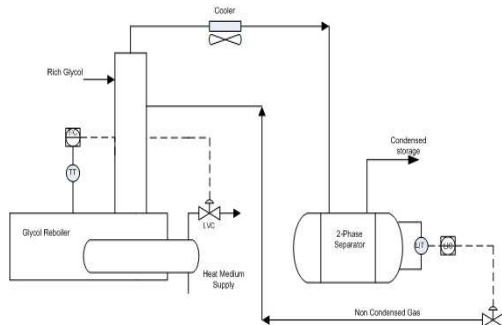 Cooler
Rich Glycol
TT
LVC
Glycol Reboiler
Heat Medium
Supply
Condensed
storage
2-Phase
Separator
LIT
LIC
Non Condensed Gas